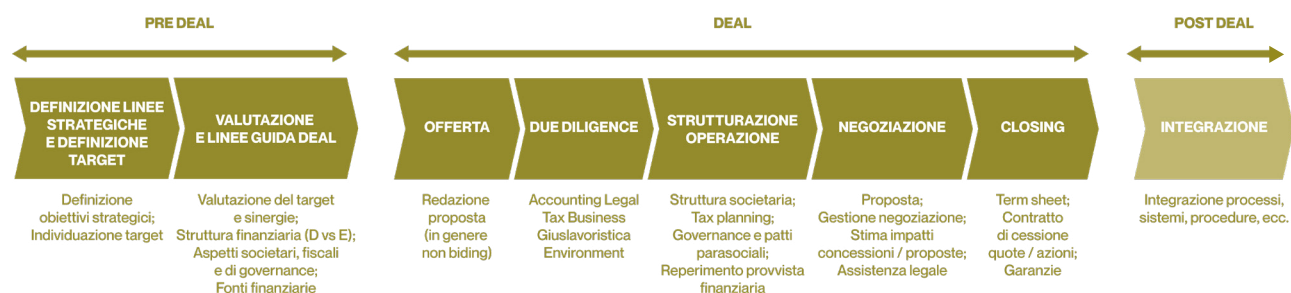 PRE DEAL
DEAL
POST DEAL
DEFINIZIONE LINEE
STRATEGICHE
E DEFINIZIONE
TARGET
VALUTAZIONE
E LINEE GUIDA DEAL
OFFERTA
DUE DILIGENCE
STRUTTURAZIONE
OPERAZIONE
NEGOZIAZIONE
CLOSING
INTEGRAZIONE
Definizione
obiettivi strategici;
Individuazione target
Valutazione del target
e sinergie;
Struttura finanziaria (D vs E);
Aspetti societari, fiscali
e di governance;
Fonti finanziarie
Redazione
proposta
(in genere
non biding)
Accounting Legal
Tax Business
Giuslavoristica
Environment
Struttura societaria;
Tax planning;
Governance e patti
parasociali;
Reperimento provvista
finanziaria
Proposta;
Gestione negoziazione;
Stima impatti
concessioni / proposte;
Assistenza legale
Term sheet;
Contratto
di cessione
quote / azioni;
Garanzie
Integrazione processi,
sistemi, procedure, ecc.